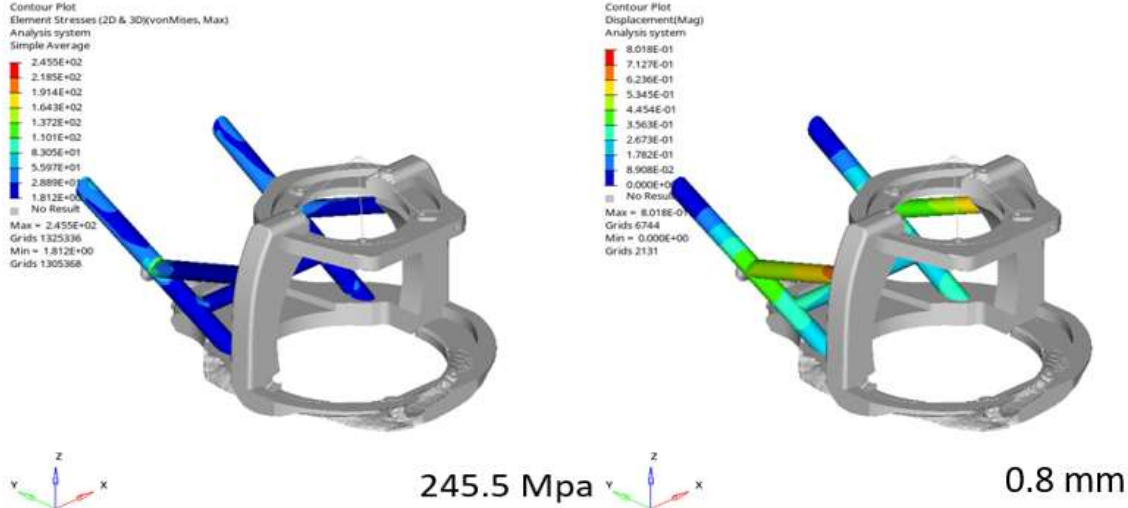 Contour Plot
Element Stresses (2D & 3D)(vonMises, Max)
Analysis system
Simple Average
2.455E+02
2.185E+02
1.914E+02
1.643E+02
1.372E+02
1.101E+02
8.305E+01
5.597E+01
2.889E+01
1.812E+00
No Result
Max = 2.455E+02
Grids 1325336
Min = 1.812E+00
Grids 1305368
Z
Y
X
245.5 Mpa
Contour Plot
Displacement(Mag)
Analysis system
8.018E-01
7.127E-01
6.236E-01
5.345E-01
4.454E-01
3.563E-01
2.673E-01
1.782E-01
8.908E-02
0.000E+0
No Resul
Max = 8.018E-01
Grids 6744
Min = 0.000E+00
Grids 2131
Z
Y
X
0.8 mm